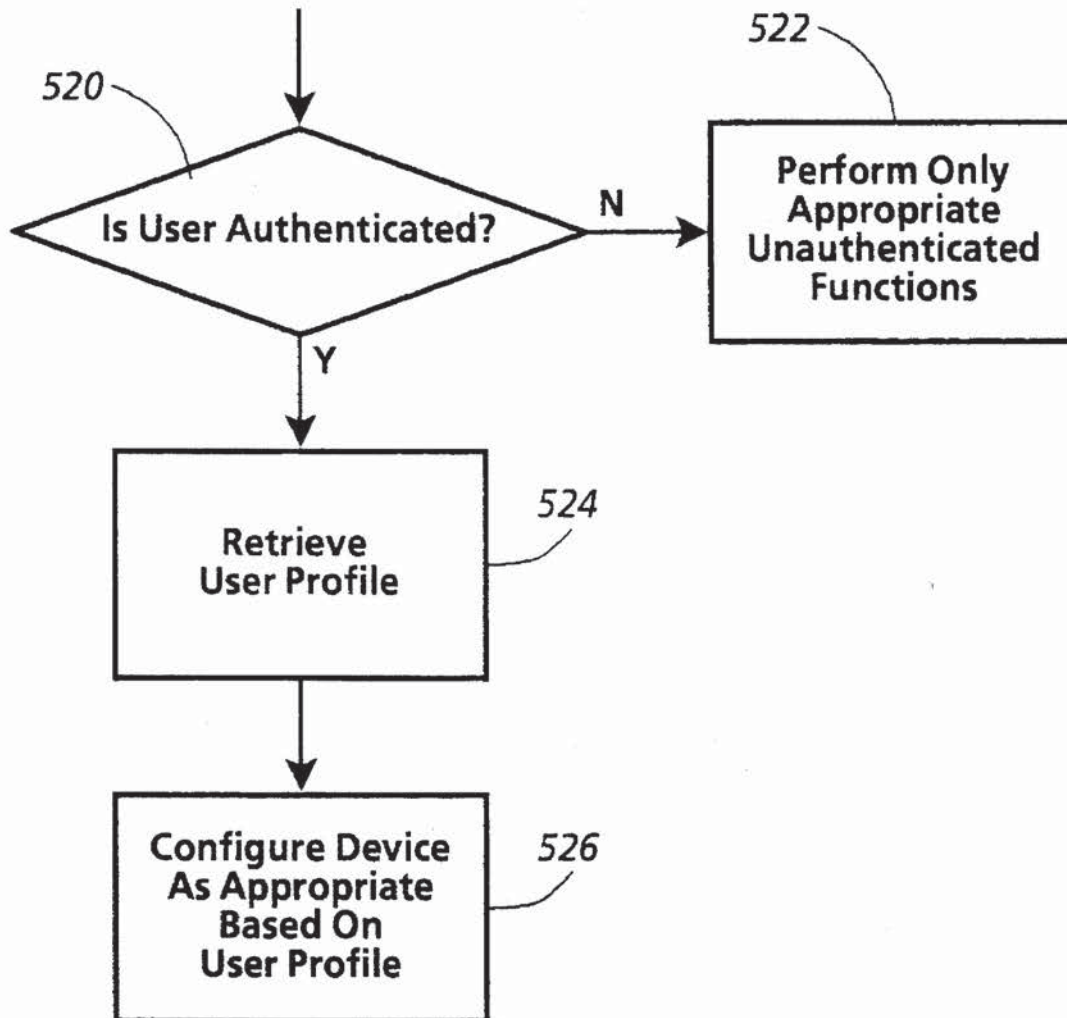 522
520
Is User Authenticated?
N
Perform Only
Appropriate
Unauthenticated
Functions
Y
524
Retrieve
User Profile
526
Configure Device
As Appropriate
Based On
User Profile